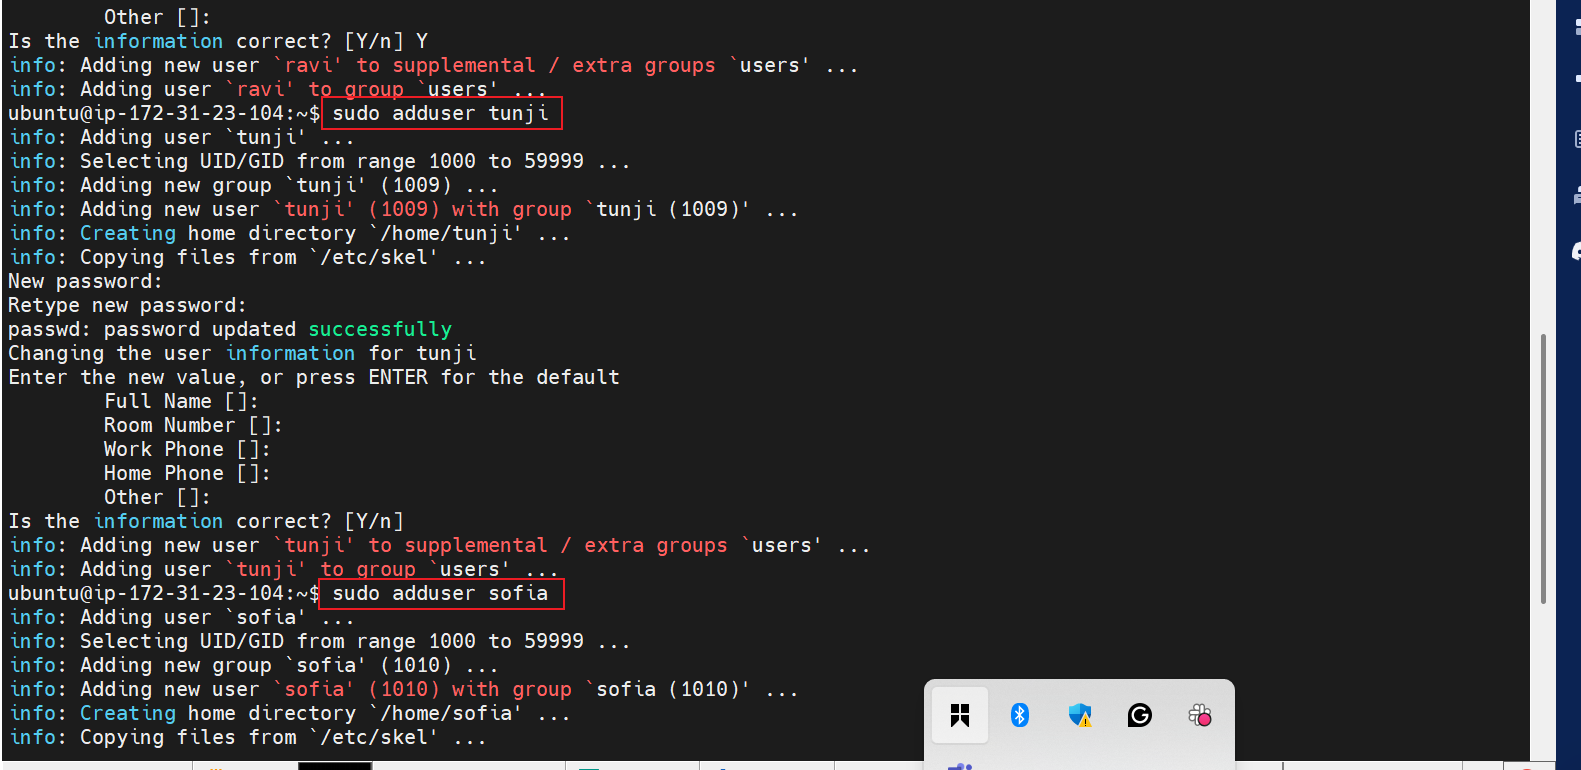 Other []:
Is the information correct? [Y/n] Y
info: Adding new user `ravi' to supplemental / extra groups `users' ...
info: Adding user `ravi' to group `users' ...
ubuntu@ip-172-31-23-104:~$ sudo adduser tunji
info: Adding user `tunji' ...
info: Selecting UID/GID from range 1000 to 59999 ...
info: Adding new group `tunji' (1009) ...
info: Adding new user `tunji' (1009) with group `tunji (1009)' ...
info: Creating home directory `/home/tunji' ...
info: Copying files from `/etc/skel' ...
New password:
Retype new password:
passwd: password updated successfully
Changing the user information for tunji
Enter the new value, or press ENTER for the default
Full Name []:
Room Number []:
Work Phone []:
Home Phone []:
Other []:
Is the information correct? [Y/n]
info: Adding new user `tunji' to supplemental / extra groups `users' ...
info: Adding user `tunji' to group `users' ...
ubuntu@ip-172-31-23-104:~$ sudo adduser sofia
info: Adding user `sofia' ...
info: Selecting UID/GID from range 1000 to 59999 ...
info: Adding new group `sofia' (1010) ...
info: Adding new user `sofia' (1010) with group `sofia (1010)' ...
info: Creating home directory `/home/sofia' ...
info: Copying files from `/etc/skel' ...